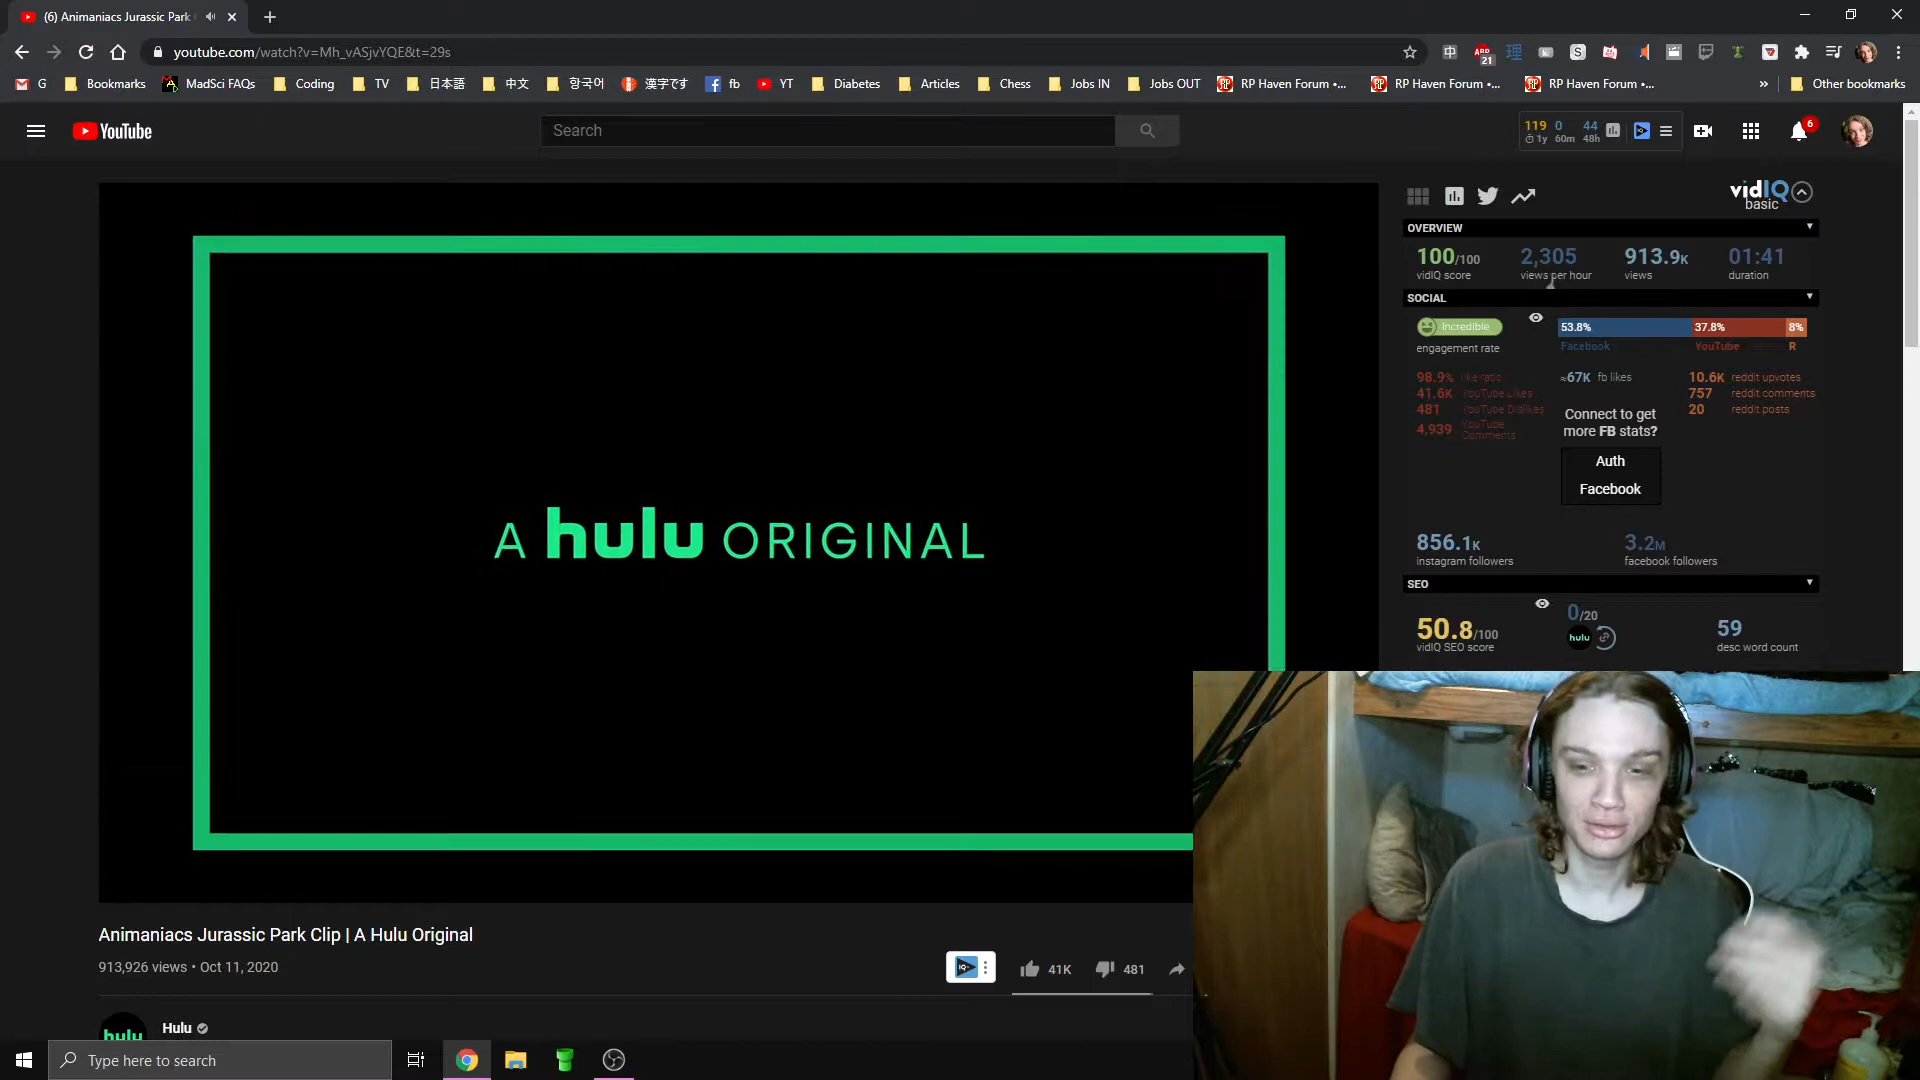 (6) Animaniacs Jurassic Park
youtube.com/watch?v=Mh_vASjvYQE&t=29s
ABP
21
中
理
S
G
Bookmarks
MadSci FAQs
Coding
TV
日本語
中文
한국어
漢字です
fb
YT
Diabetes
Articles
Chess
Jobs IN
Jobs OUT
RP Haven Forum •...
RP Haven Forum •...
RP Haven Forum •...
»
Other bookmarks
YouTube
Search
119 0 44
1y 60m 48h
6
vidIQ
basic
OVERVIEW
100/100 2,305 913.9K 01:41
vidIQ score views per hour views duration
SOCIAL
Incredible
engagement rate
53.8% 37.8% 8%
Facebook YouTube R
98.9% like ratio
41.6K YouTube Likes
481 YouTube Dislikes
4,939 YouTube Comments
≈67K fb likes
Connect to get
more FB stats?
Auth
Facebook
10.6K reddit upvotes
757 reddit comments
20 reddit posts
856.1K 3.2M
instagram followers facebook followers
SEO
50.8/100
vidIQ SEO score
0/20
hulu
59
desc word count
A hulu ORIGINAL
Animaniacs Jurassic Park Clip | A Hulu Original
913,926 views • Oct 11, 2020
IQ
41K
481
hulu
Hulu
Type here to search